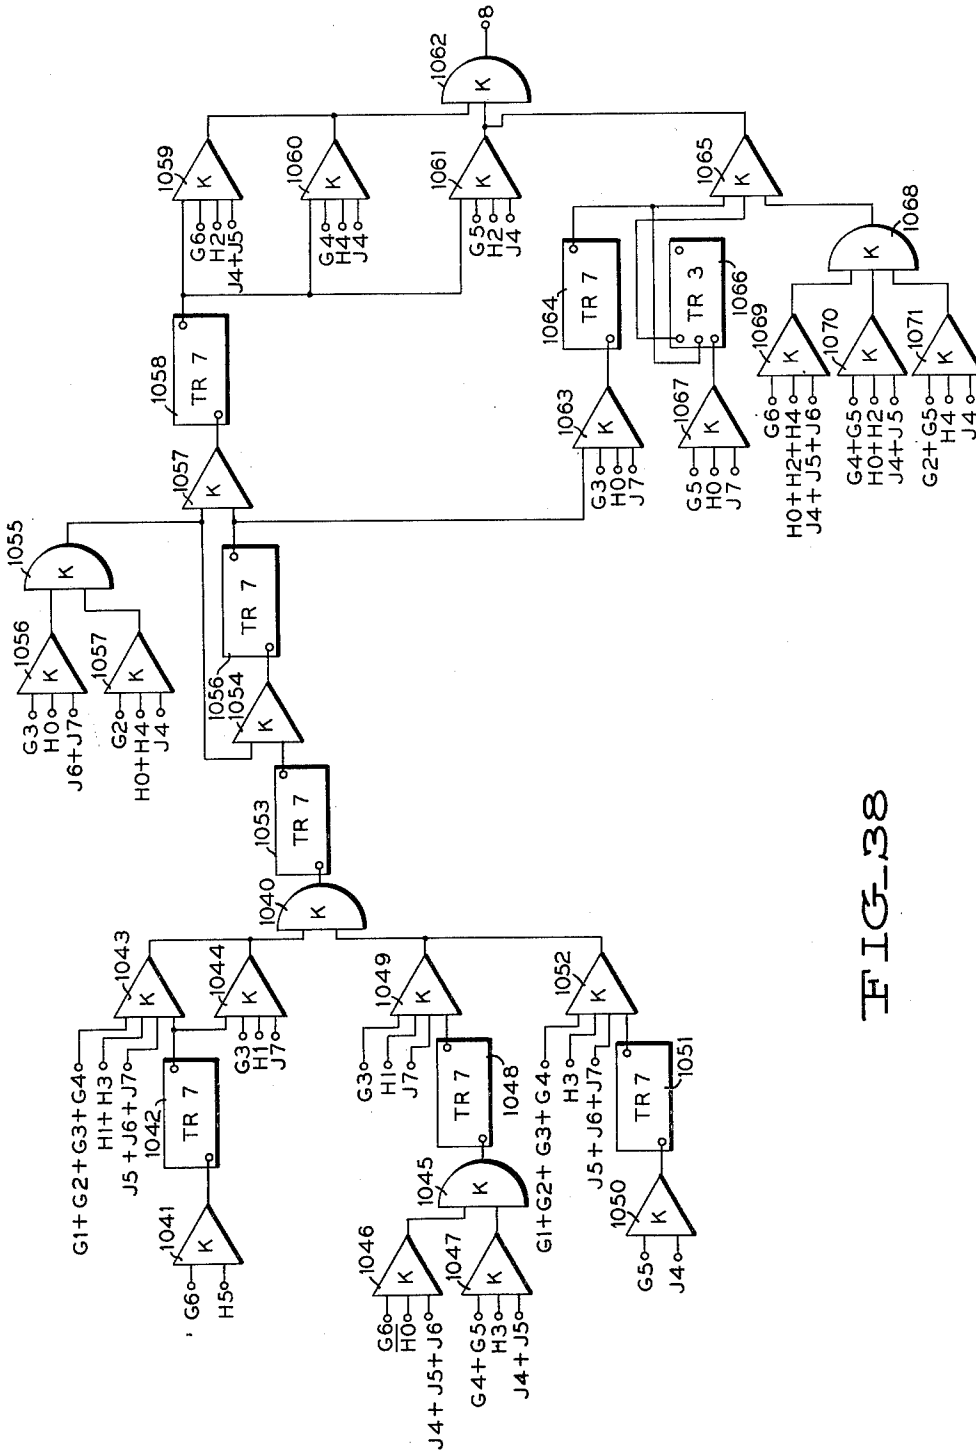 G6
H5
1041
K
1042
TR 7
G1+G2+G3+G4
H1+H3
J5+J6+J7
1043
K
1044
K
G3
H1
J7
G6
H̅0̅
J4+J5+J6
1046
K
G4+G5
H3
J4+J5
1047
K
1045
K
TR 7
1048
G3
H1
J7
1049
K
G5
J4
1050
K
TR 7
1051
G1+G2+G3+G4
H3
J5+J6+J7
1052
K
1040
K
1053
TR 7
1054
K
1056
TR 7
G3
H0
J6+J7
1056
K
G2
H0+H4
J4
1057
K
1055
K
1057
K
1058
TR 7
G6
H2
J4+J5
1059
K
G4
H4
J4
1060
K
G5
H2
J4
1061
K
1062
K
8
G3
H0
J7
1063
K
1064
TR 7
G5
H0
J7
1067
K
TR 3
1066
1065
K
G6
H0+H2+H4
J4+J5+J6
1069
K
G4+G5
H0+H2
J4+J5
1070
K
G2+G5
H4
J4
1071
K
K
1068
FIG_38